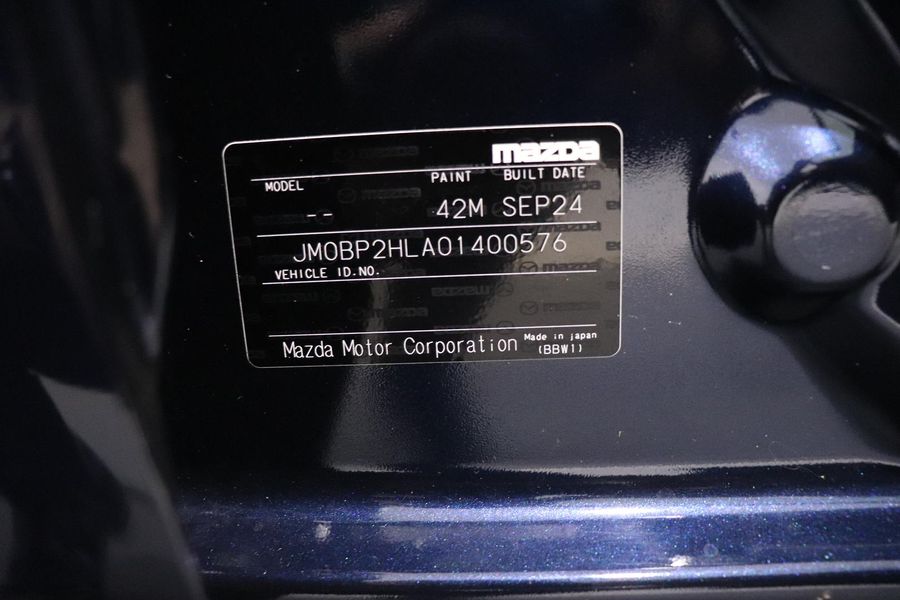 mazda
MODEL PAINT BUILT DATE
-- 42M SEP24
JM0BP2HLA01400576
VEHICLE ID.NO.
Mazda Motor Corporation Made in japan
(BBW1)